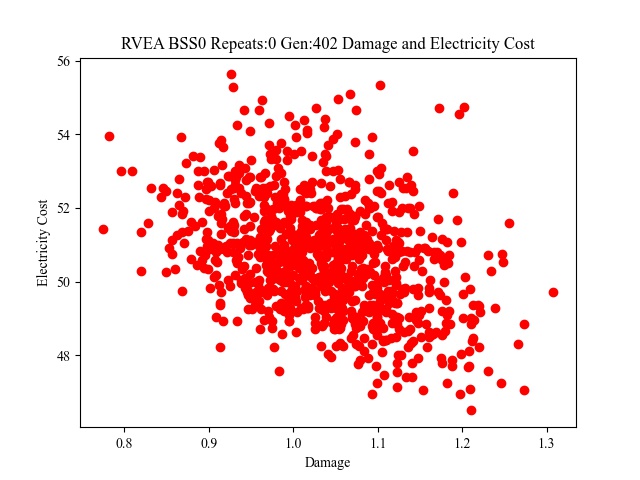 RVEA BSS0 Repeats:0 Gen:402 Damage and Electricity Cost
56
54
52
50
48
Electricity Cost
0.8 0.9 1.0 1.1 1.2 1.3
Damage